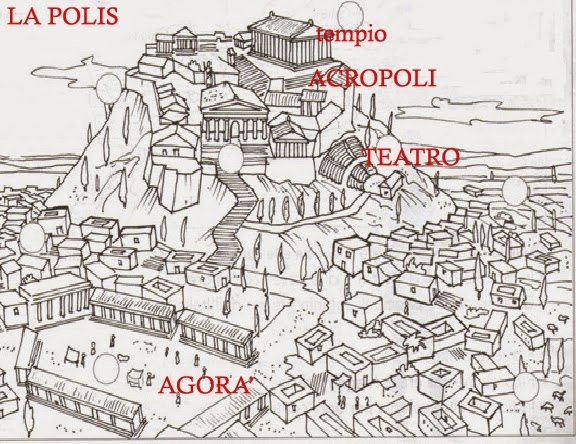 LA POLIS
tempio
ACROPOLI
TEATRO
AGORA'